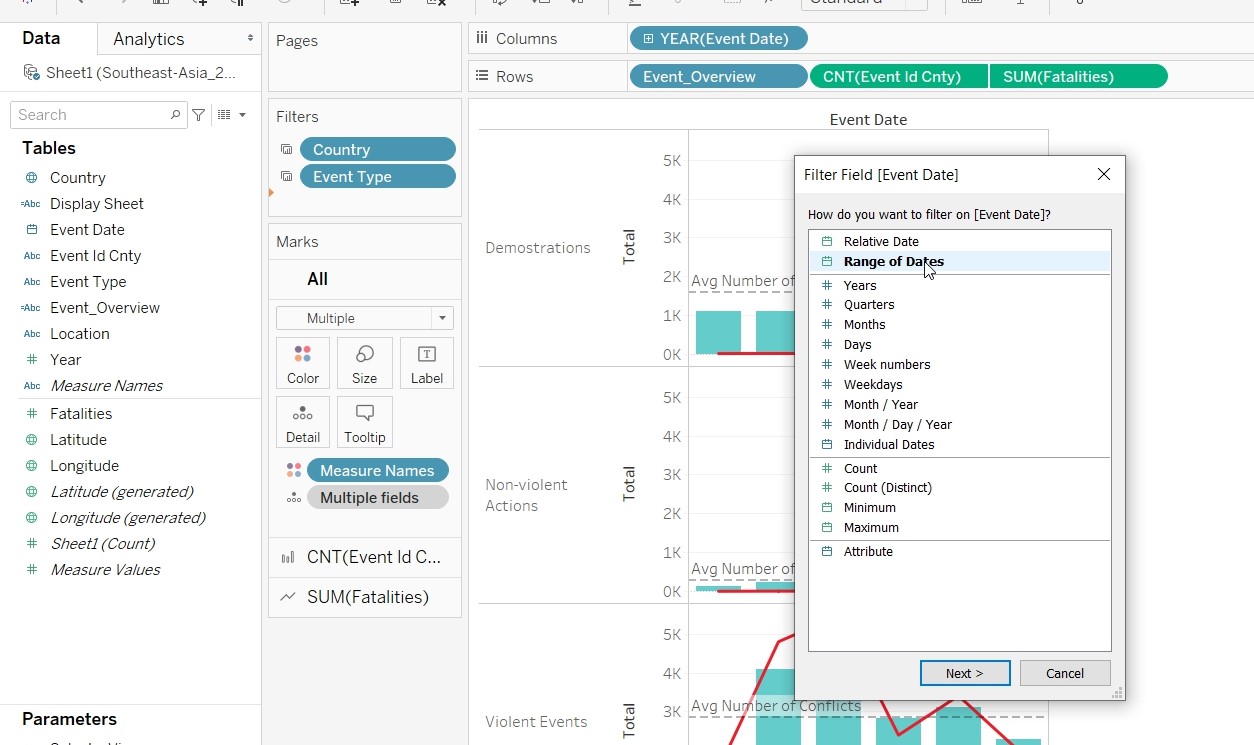 Standard
Data
Analytics
Sheet1 (Southeast-Asia_2...
Search
Tables
Country
=Abc Display Sheet
Event Date
Abc Event Id Cnty
Abc Event Type
=Abc Event_Overview
Abc Location
Year
Abc Measure Names
Fatalities
Latitude
Longitude
Latitude (generated)
Longitude (generated)
Sheet1 (Count)
Measure Values
Parameters
Pages
Filters
Country
Event Type
Marks
All
Multiple
Color
Size
T
Label
Detail
Tooltip
Measure Names
Multiple fields
CNT(Event Id C...
SUM(Fatalities)
Columns
YEAR(Event Date)
Rows
Event_Overview
CNT(Event Id Cnty)
SUM(Fatalities)
Event Date
Demostrations
Total
5K
4K
3K
2K
1K
0K
Avg Number of
Non-violent
Actions
Total
5K
4K
3K
2K
1K
0K
Avg Number of
Violent Events
Total
5K
4K
3K
Avg Number of Conflicts
Filter Field [Event Date]
How do you want to filter on [Event Date]?
Relative Date
Range of Dates
Years
Quarters
Months
Days
Week numbers
Weekdays
Month / Year
Month / Day / Year
Individual Dates
Count
Count (Distinct)
Minimum
Maximum
Attribute
Next >
Cancel